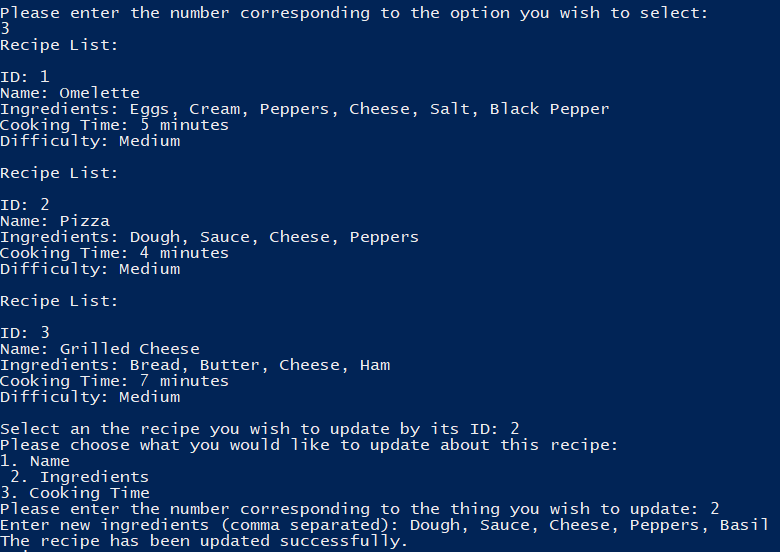 Please enter the number corresponding to the option you wish to select:
3
Recipe List:
ID: 1
Name: Omelette
Ingredients: Eggs, Cream, Peppers, Cheese, Salt, Black Pepper
Cooking Time: 5 minutes
Difficulty: Medium
Recipe List:
ID: 2
Name: Pizza
Ingredients: Dough, Sauce, Cheese, Peppers
Cooking Time: 4 minutes
Difficulty: Medium
Recipe List:
ID: 3
Name: Grilled Cheese
Ingredients: Bread, Butter, Cheese, Ham
Cooking Time: 7 minutes
Difficulty: Medium
Select an the recipe you wish to update by its ID: 2
Please choose what you would like to update about this recipe:
1. Name
 2. Ingredients
3. Cooking Time
Please enter the number corresponding to the thing you wish to update: 2
Enter new ingredients (comma separated): Dough, Sauce, Cheese, Peppers, Basil
The recipe has been updated successfully.